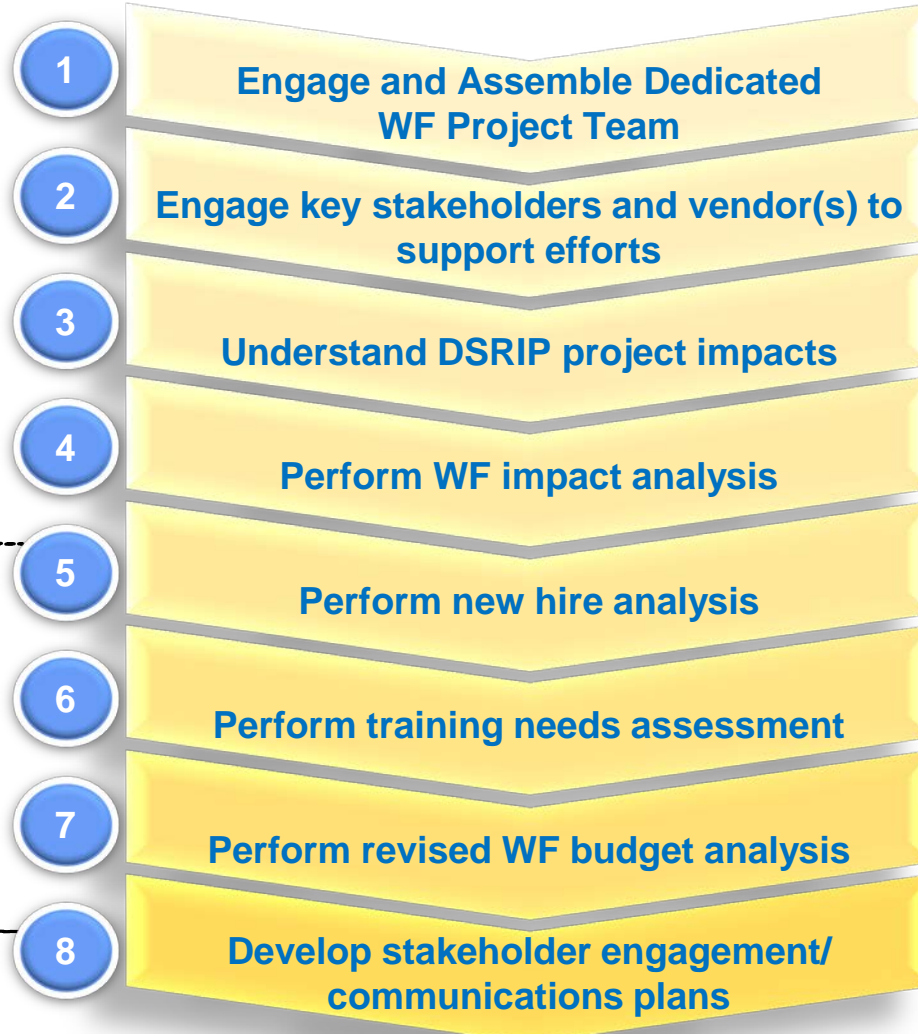 1
Engage and Assemble Dedicated
WF Project Team
2
Engage key stakeholders and vendor(s) to
support efforts
3
Understand DSRIP project impacts
4
Perform WF impact analysis
5
Perform new hire analysis
6
Perform training needs assessment
7
Perform revised WF budget analysis
8
Develop stakeholder engagement/
communications plans